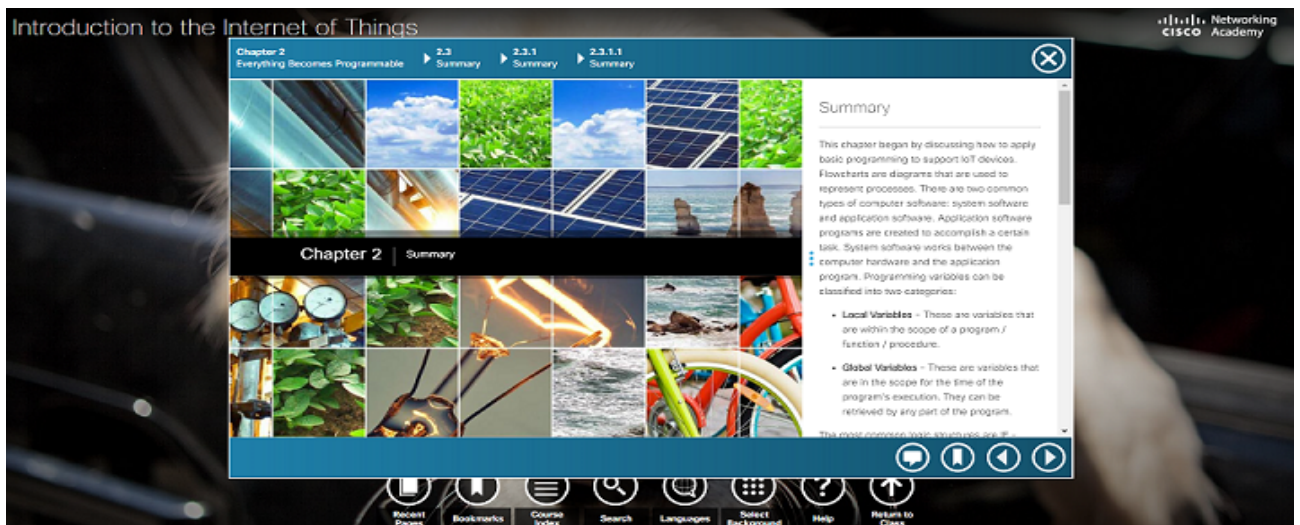 Introduction to the Internet of Things
Networking
CISCO Academy
Chapter 2
Everything Becomes Programmable
2.3
Summary
2.3.1
Summary
2.3.1.1
Summary
Chapter 2 | Summary
Summary
This chapter began by discussing how to apply
basic programming to support IoT devices.
Flowcharts are diagrams that are used to
represent processes. There are two common
types of computer software: system software
and application software. Application software
programs are created to accomplish a certain
task. System software works between the
computer hardware and the application
program. Programming variables can be
classified into two categories:
• Local Variables - These are variables that
are within the scope of a program /
function / procedure.
• Global Variables - These are variables that
are in the scope for the time of the
program's execution. They can be
retrieved by any part of the program.
The most common logic structures are IF -
Recent
Pages
Bookmarks
Course
Index
Search
Languages
Select
Background
Help
Return to
Class